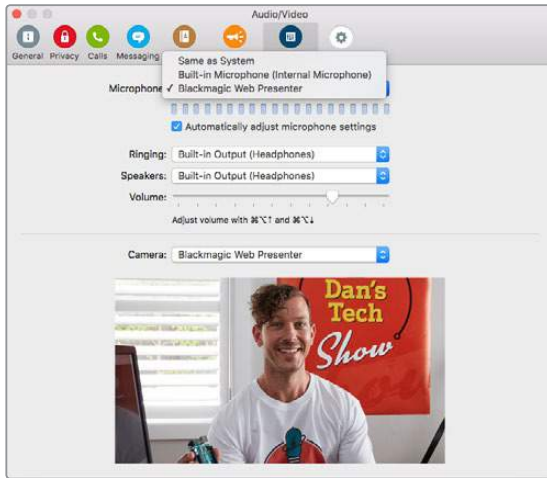 Audio/Video
General Privacy Calls Messaging
Same as System
Built-in Microphone (Internal Microphone)
Microphone: ✓ Blackmagic Web Presenter
Automatically adjust microphone settings
Ringing: Built-in Output (Headphones)
Speakers: Built-in Output (Headphones)
Volume:
Adjust volume with ⌘⌥↑ and ⌘⌥↓
Camera: Blackmagic Web Presenter
Dan's
Tech
Show